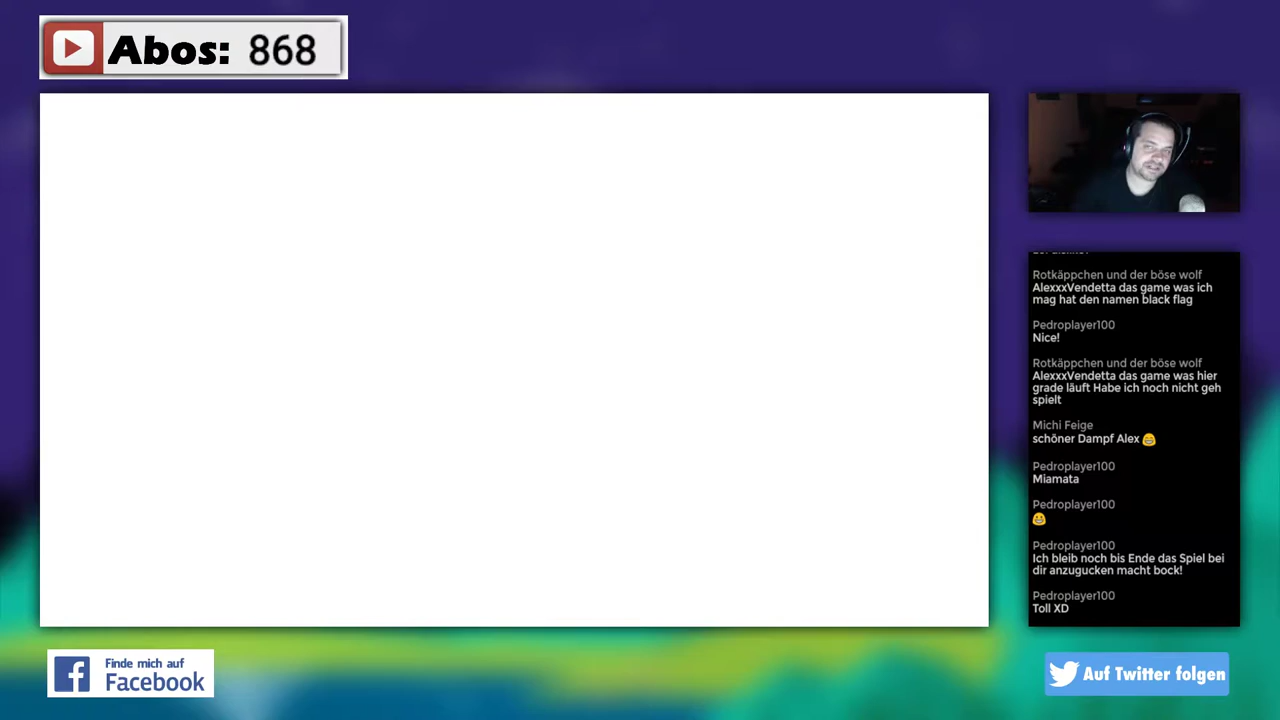 Abos: 868
Rotkäppchen und der böse wolf
AlexxxVendetta das game was ich
mag hat den namen black flag
Pedroplayer100
Nice!
Rotkäppchen und der böse wolf
AlexxxVendetta das game was hier
grade läuft Habe ich noch nicht geh
spielt
Michi Feige
schöner Dampf Alex
Pedroplayer100
Miamata
Pedroplayer100
Pedroplayer100
Ich bleib noch bis Ende das Spiel bei
dir anzugucken macht bock!
Pedroplayer100
Toll XD
Finde mich auf
Facebook
Auf Twitter folgen